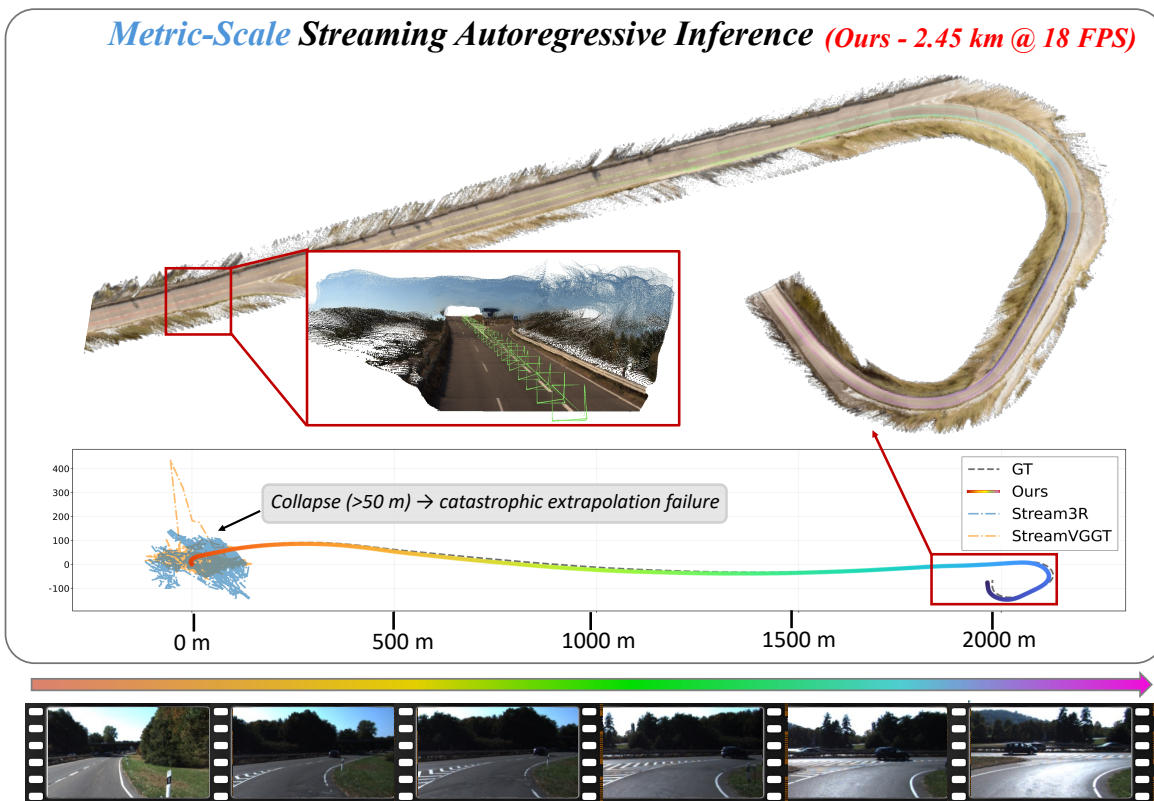 Metric-Scale Streaming Autoregressive Inference (Ours - 2.45 km @ 18 FPS)
400
300
200
100
0
-100
Collapse (>50 m) → catastrophic extrapolation failure
GT
Ours
Stream3R
StreamVGGT
0 m
500 m
1000 m
1500 m
2000 m